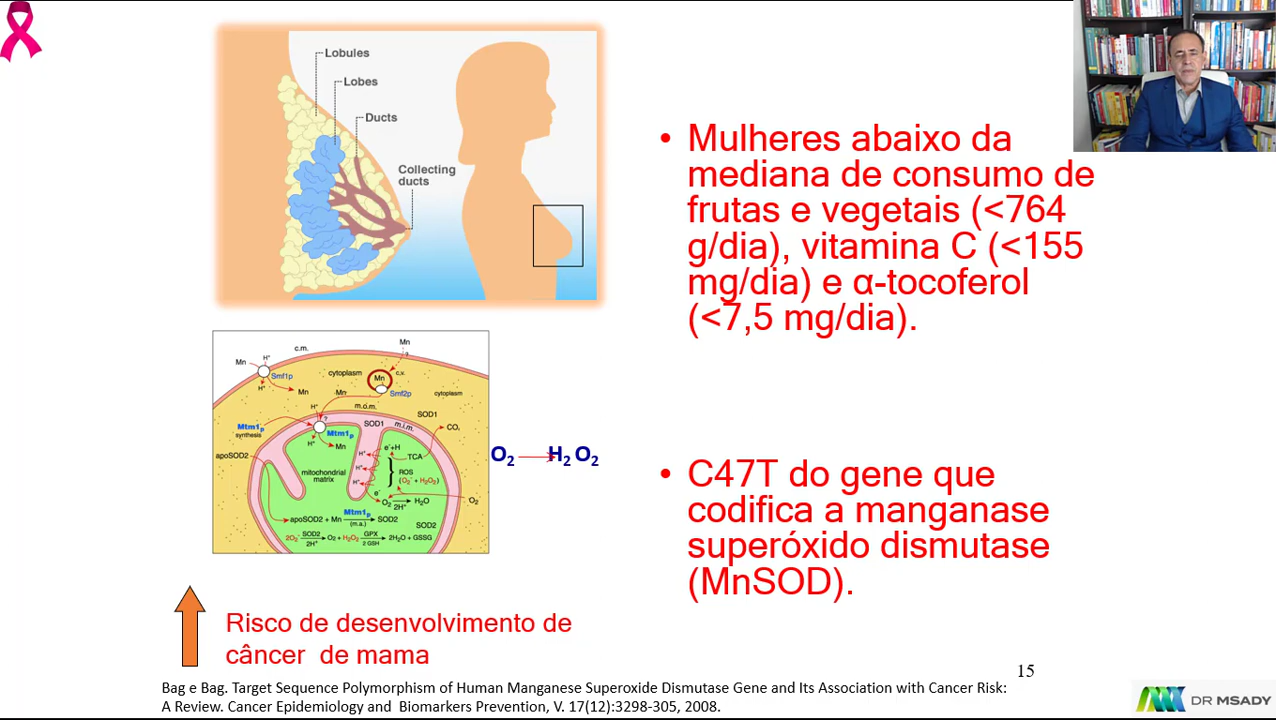 Lobules
Lobes
Ducts
Collecting
ducts
• Mulheres abaixo da
mediana de consumo de
frutas e vegetais (<764
g/dia), vitamina C (<155
mg/dia) e α-tocoferol
(<7,5 mg/dia).
Mn
H⁺
c.m.
Mn
?
Smf1p
H⁺
Mn
cytoplasm
Mn
c.v.
Mn
Smf2p
cytoplasm
H⁺
m.o.m.
SOD1
?
SOD1
m.i.m.
Mtm1p
synthesis
Mtm1p
CO₂
H⁺
Mn
e⁻+H
H⁺
TCA
apoSOD2
H⁺
mitochondrial
matrix
ROS
(O₂⁻ + H₂O₂)
H⁺
e⁻
O₂
O₂
H₂O
2H⁺
Mtm1p
apoSOD2 + Mn
SOD2
(m.a.)
SOD2
2O₂⁻ SOD2 O₂ + H₂O₂ GPX 2H₂O + GSSG
2H⁺ 2 GSH
O₂ H₂ O₂
• C47T do gene que
codifica a manganase
superóxido dismutase
(MnSOD).
Risco de desenvolvimento de
câncer de mama
15
Bag e Bag. Target Sequence Polymorphism of Human Manganese Superoxide Dismutase Gene and Its Association with Cancer Risk:
A Review. Cancer Epidemiology and Biomakers Prevention, V. 17(12):3298-305, 2008.
DR MSADY